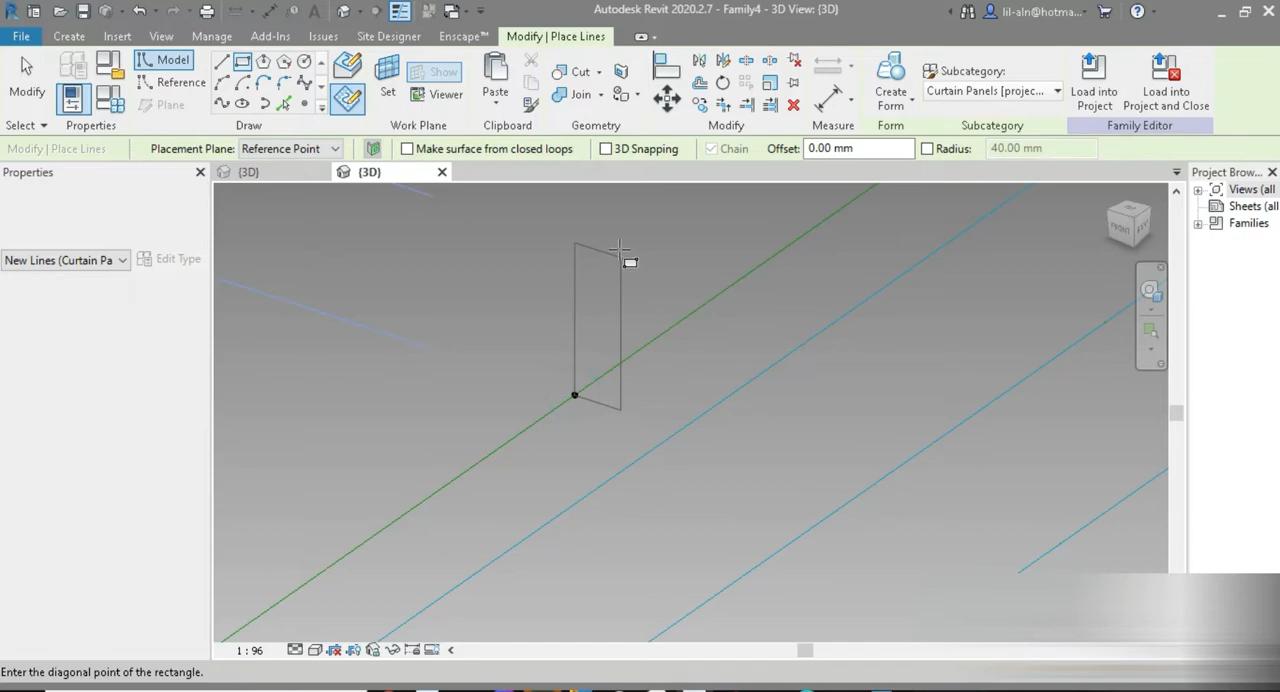 Autodesk Revit 2020.2.7 - Family4 - 3D View: {3D}
lil-aln@hotma...
File Create Insert View Manage Add-Ins Issues Site Designer Enscape™ Modify | Place Lines
Modify
Select
Properties
Model
Reference
Plane
Draw
Set
Show
Viewer
Work Plane
Paste
Clipboard
Cut
Join
Geometry
Modify
Measure
Create
Form
Form
Subcategory:
Curtain Panels [projec...
Subcategory
Load into
Project
Load into
Project and Close
Family Editor
Modify | Place Lines Placement Plane: Reference Point Make surface from closed loops 3D Snapping Chain Offset: 0.00 mm Radius: 40.00 mm
Properties
{3D} {3D}
Project Brow...
Views (all
Sheets (all
Families
New Lines (Curtain Pa
Edit Type
FRONT
1 : 96
Enter the diagonal point of the rectangle.